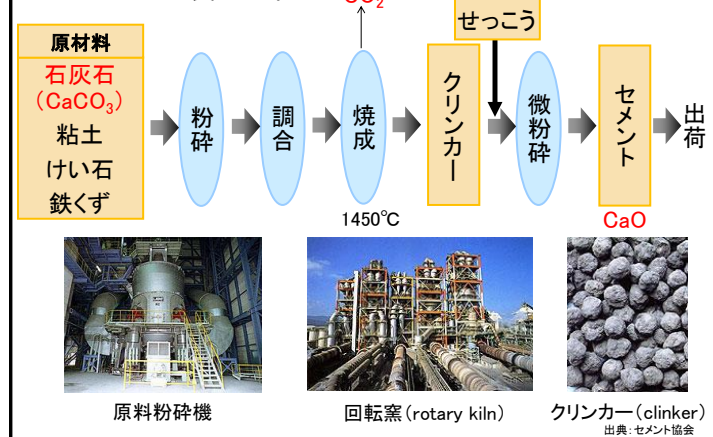 CO₂
せっこう
原材料
石灰石
(CaCO₃)
粘土
けい石
鉄くず
粉砕
調合
焼成
クリンカー
微粉砕
セメント
出荷
1450℃
CaO
原料粉砕機
回転窯(rotary kiln)
クリンカー(clinker)
出典:セメント協会